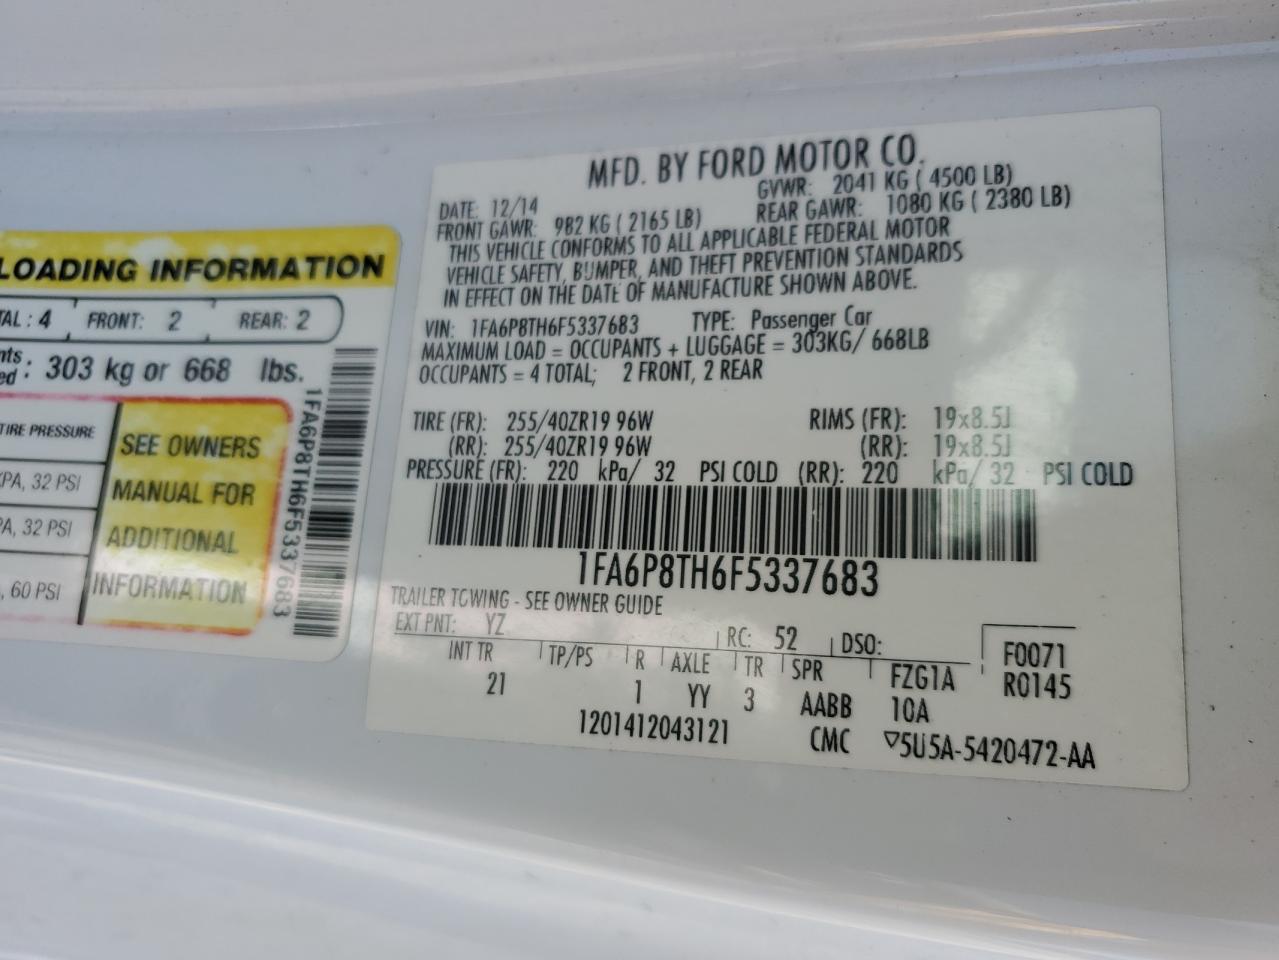 LOADING INFORMATION
TAL : 4 FRONT: 2 REAR: 2
nts
ed : 303 kg or 668 lbs.
TIRE PRESSURE
KPA, 32 PSI
PA, 32 PSI
, 60 PSI
SEE OWNERS
MANUAL FOR
ADDITIONAL
INFORMATION
1FA6P8TH6F5337683
MFD. BY FORD MOTOR CO.
DATE: 12/14 GVWR: 2041 KG ( 4500 LB)
FRONT GAWR: 982 KG ( 2165 LB) REAR GAWR: 1080 KG ( 2380 LB)
THIS VEHICLE CONFORMS TO ALL APPLICABLE FEDERAL MOTOR
VEHICLE SAFETY, BUMPER, AND THEFT PREVENTION STANDARDS
IN EFFECT ON THE DATE OF MANUFACTURE SHOWN ABOVE.
VIN: 1FA6P8TH6F5337683 TYPE: Passenger Car
MAXIMUM LOAD = OCCUPANTS + LUGGAGE = 303KG/ 668LB
OCCUPANTS = 4 TOTAL; 2 FRONT, 2 REAR
TIRE (FR): 255/40ZR19 96W RIMS (FR): 19x8.5J
(RR): 255/40ZR19 96W (RR): 19x8.5J
PRESSURE (FR): 220 kPa/ 32 PSI COLD (RR): 220 kPa/ 32 PSI COLD
1FA6P8TH6F5337683
TRAILER TOWING - SEE OWNER GUIDE
EXT PNT: YZ RC: 52 DSO: F0071
INT TR TP/PS R AXLE TR SPR FZG1A R0145
21 1 YY 3 AABB 10A
1201412043121 CMC ▽5U5A-5420472-AA